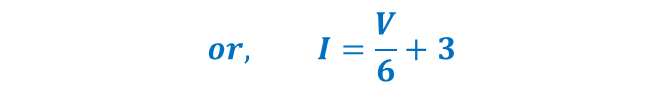 or, I = V/6 + 3